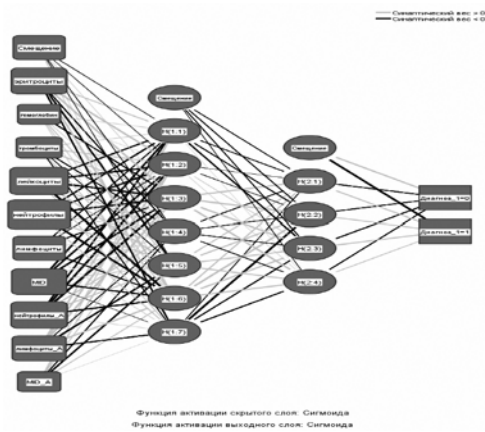 Синаптический вес > 0
Синаптический вес < 0
Смещение
эритроциты
гемоглобин
тромбоциты
лейкоциты
нейтрофилы
лимфоциты
MID
нейтрофилы_А
лимфоциты_А
MID_A
Смещение
H(1:1)
H(1:2)
H(1:3)
H(1:4)
H(1:5)
H(1:6)
H(1:7)
Смещение
H(2:1)
H(2:2)
H(2:3)
H(2:4)
Диагноз_1=0
Диагноз_1=1
Функция активации скрытого слоя: Сигмоида
Функция активации выходного слоя: Сигмоида